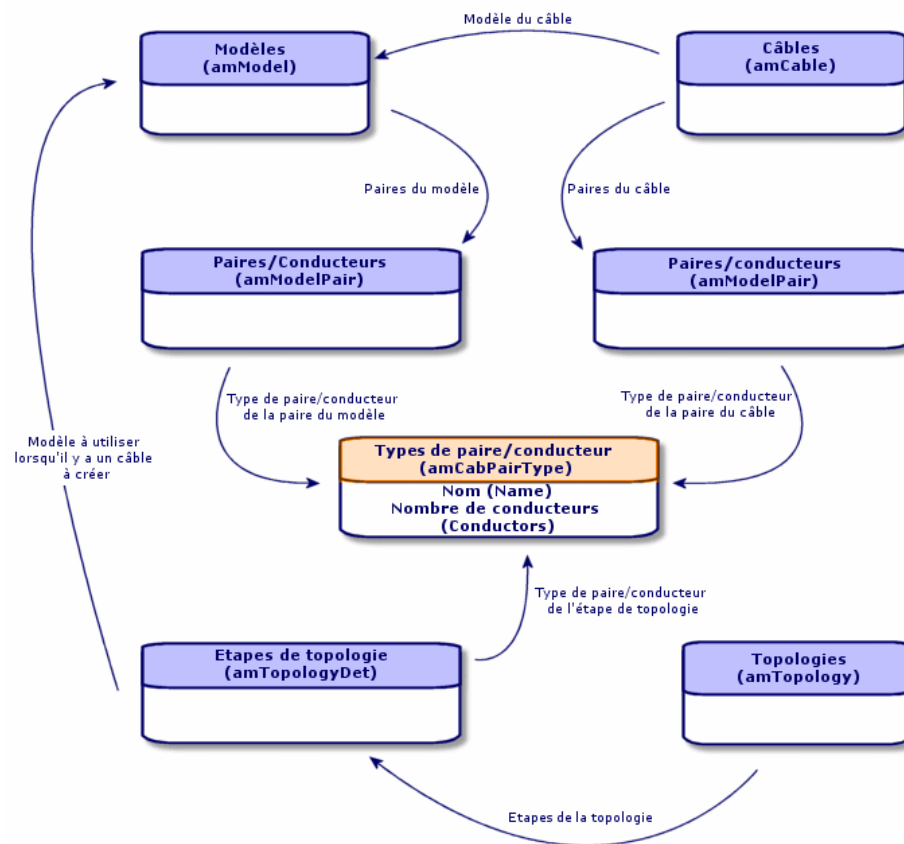 Modèle du câble
Modèles
(amModel)
Câbles
(amCable)
Paires du modèle
Paires du câble
Paires/Conducteurs
(amModelPair)
Paires/conducteurs
(amModelPair)
Type de paire/conducteur
de la paire du modèle
Type de paire/conducteur
de la paire du câble
Modèle à utiliser
lorsqu'il y a un câble
à créer
Types de paire/conducteur
(amCabPairType)
Nom (Name)
Nombre de conducteurs
(Conductors)
Type de paire/conducteur
de l'étape de topologie
Etapes de topologie
(amTopologyDet)
Topologies
(amTopology)
Etapes de la topologie